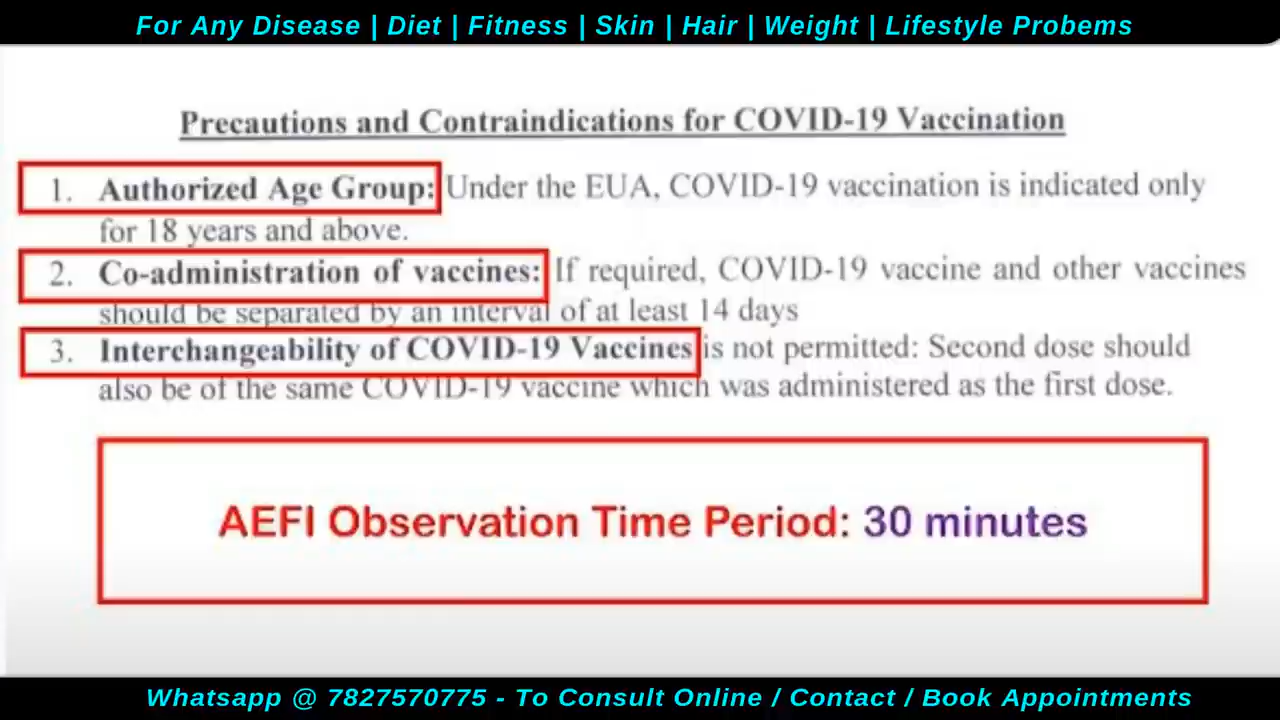 For Any Disease | Diet | Fitness | Skin | Hair | Weight | Lifestyle Probems
Precautions and Contraindications for COVID-19 Vaccination
1. Authorized Age Group: Under the EUA, COVID-19 vaccination is indicated only
for 18 years and above.
2. Co-administration of vaccines: If required, COVID-19 vaccine and other vaccines
should be separated by an interval of at least 14 days
3. Interchangeability of COVID-19 Vaccines is not permitted: Second dose should
also be of the same COVID-19 vaccine which was administered as the first dose.
AEFI Observation Time Period: 30 minutes
Whatsapp @ 7827570775 - To Consult Online / Contact / Book Appointments